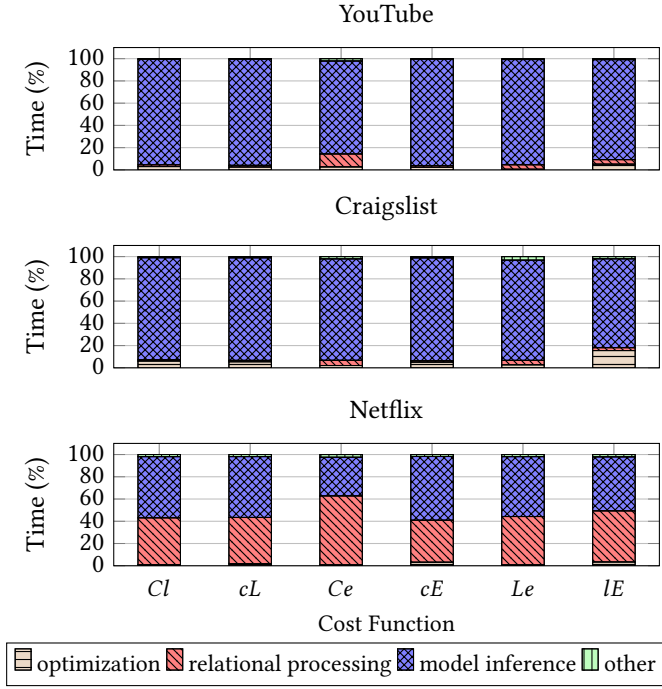 YouTube
Time (%)
100
80
60
40
20
0
Craigslist
Time (%)
100
80
60
40
20
0
Netflix
Time (%)
100
80
60
40
20
0
Cl cL Ce cE Le lE
Cost Function
optimization relational processing model inference other